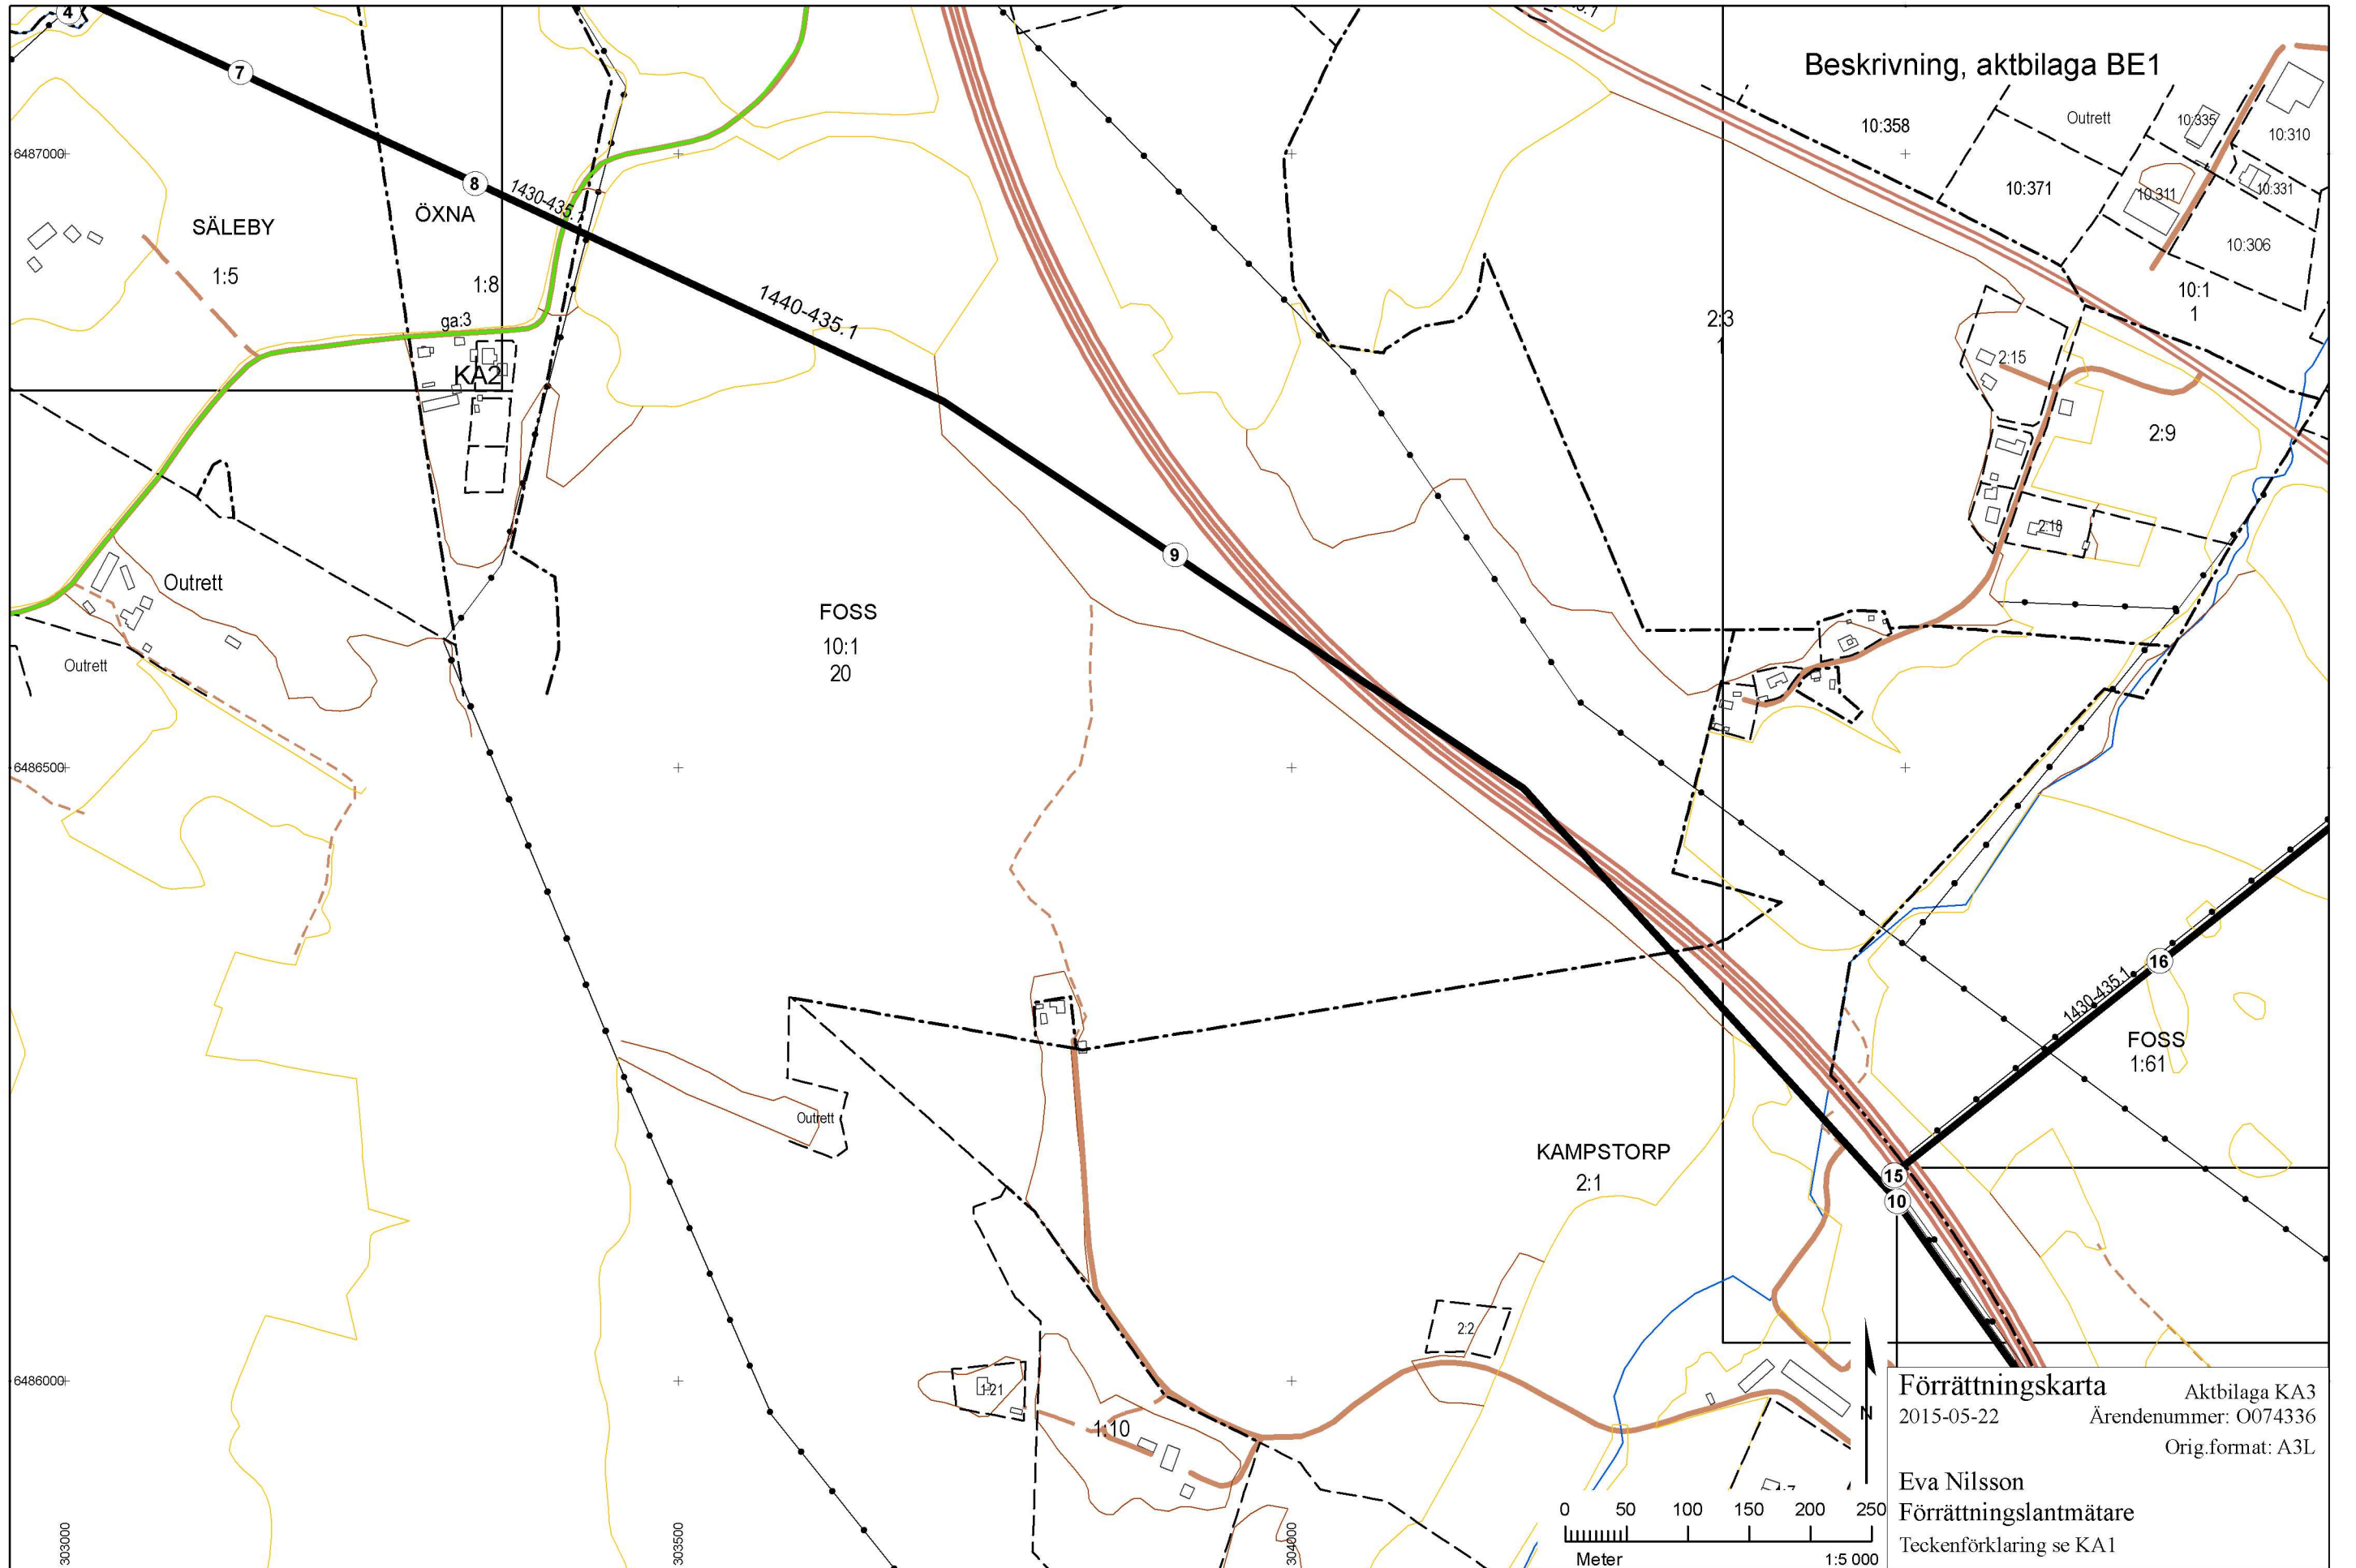 4
7
Beskrivning, aktbilaga BE1
10:358
Outrett
10:335
10:310
6487000
8
1430-435.
10:371
10:311
10:331
SÄLEBY
ÖXNA
10:306
1:5
1:8
1440-435.1
10:1
1
ga:3
2:3
2:15
KA2
2:9
2:18
9
Outrett
FOSS
10:1
20
Outrett
6486500
16
1430-435.1
FOSS
1:61
Outrett
KAMPSTORP
2:1
15
10
2:2
6486000
1:21
1:10
Förrättningskarta
Aktbilaga KA3
2015-05-22
Ärendenummer: O074336
Orig.format: A3L
N
Eva Nilsson
Förrättningslantmätare
Teckenförklaring se KA1
0 50 100 150 200 250
Meter
1:5 000
303000
303500
304000